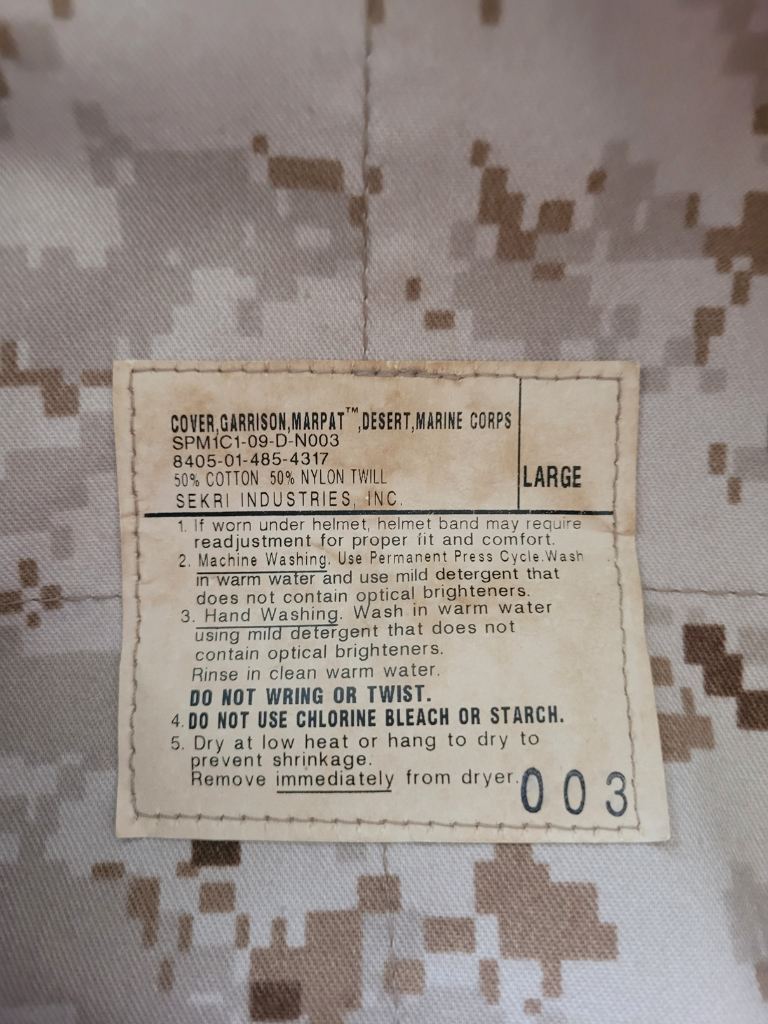 COVER,GARRISON,MARPAT™,DESERT,MARINE CORPS
SPM1C1-09-D-N003
8405-01-485-4317
50% COTTON 50% NYLON TWILL
SEKRI INDUSTRIES, INC.
LARGE
1. If worn under helmet, helmet band may require
readjustment for proper fit and comfort.
2. Machine Washing. Use Permanent Press Cycle.Wash
in warm water and use mild detergent that
does not contain optical brighteners.
3. Hand Washing. Wash in warm water
using mild detergent that does not
contain optical brighteners.
Rinse in clean warm water.
DO NOT WRING OR TWIST.
4. DO NOT USE CHLORINE BLEACH OR STARCH.
5. Dry at low heat or hang to dry to
prevent shrinkage.
Remove immediately from dryer.
003